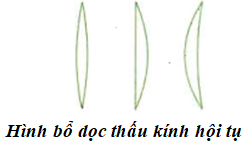 Hình bổ dọc thấu kính hội tụ